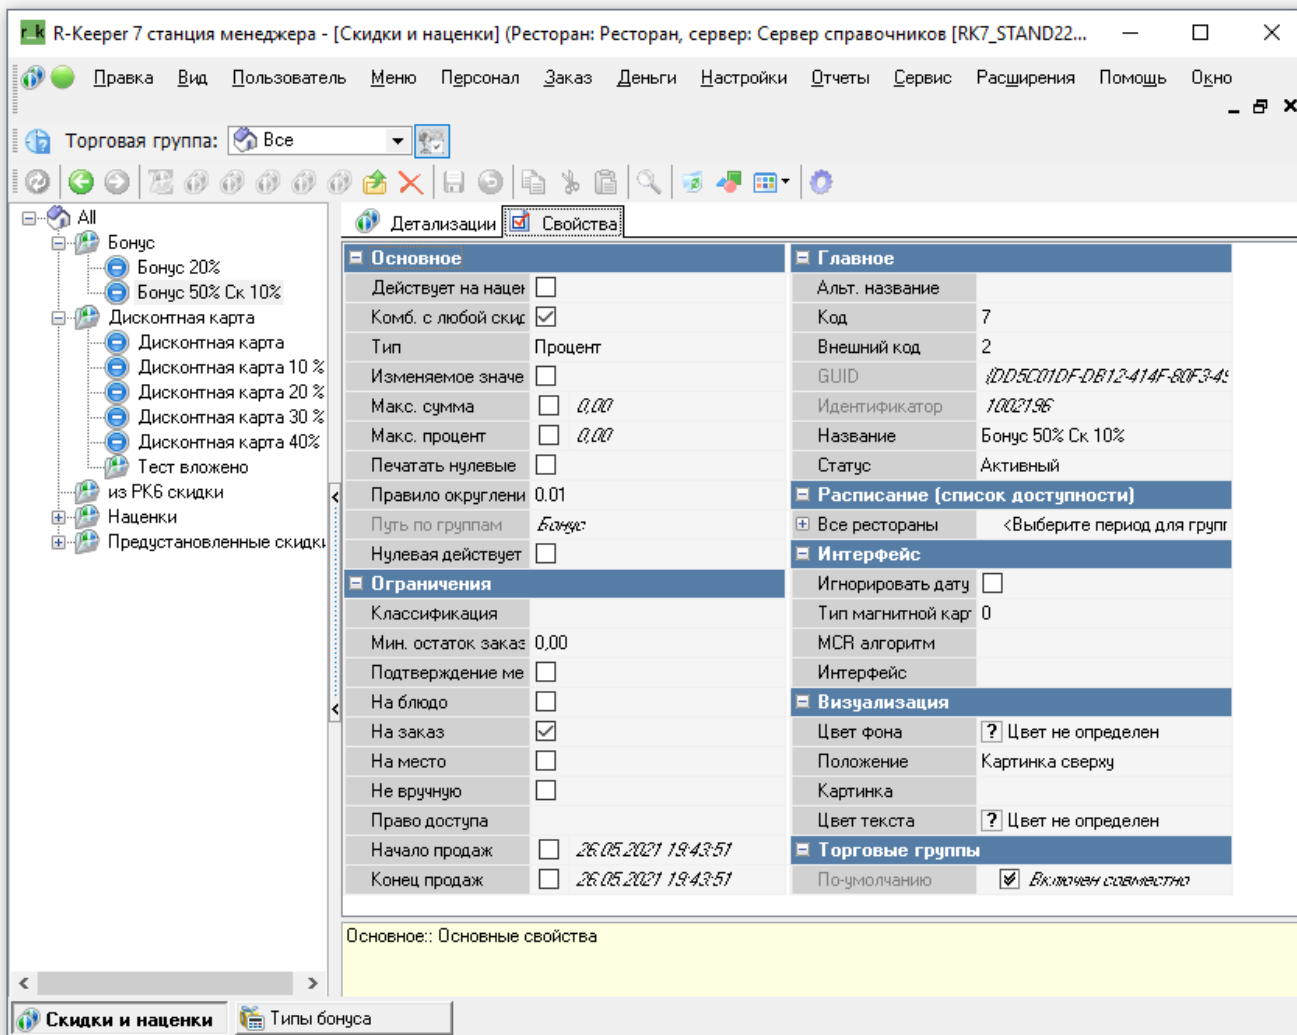 r_k R-Keeper 7 станция менеджера - [Скидки и наценки] (Ресторан: Ресторан, сервер: Сервер справочников [RK7_STAND22...
Правка Вид Пользователь Меню Персонал Заказ Деньги Настройки Отчеты Сервис Расширения Помощь Окно
Торговая группа: Все
All
Бонус
Бонус 20%
Бонус 50% Ск 10%
Дисконтная карта
Дисконтная карта
Дисконтная карта 10 %
Дисконтная карта 20 %
Дисконтная карта 30 %
Дисконтная карта 40%
Тест вложено
из РК6 скидки
Наценки
Предустановленные скидки
Детализации Свойства
Основное
Действует на нацен
Комб. с любой скид
Тип Процент
Изменяемое значе
Макс. сумма 0,00
Макс. процент 0,00
Печатать нулевые
Правило округлени 0.01
Путь по группам Бонус
Нулевая действует
Ограничения
Классификация
Мин. остаток заказ 0,00
Подтверждение ме
На блюдо
На заказ
На место
Не вручную
Право доступа
Начало продаж 26.05.2021 19:43:51
Конец продаж 26.05.2021 19:43:51
Главное
Альт. название
Код 7
Внешний код 2
GUID {DD5C01DF-DB12-414F-80F3-49
Идентификатор 1002196
Название Бонус 50% Ск 10%
Статус Активный
Расписание (список доступности)
Все рестораны <Выберите период для групп
Интерфейс
Игнорировать дату
Тип магнитной карт 0
MCR алгоритм
Интерфейс
Визуализация
Цвет фона ? Цвет не определен
Положение Картинка сверху
Картинка
Цвет текста ? Цвет не определен
Торговые группы
По-умолчанию Включен совместно
Основное:: Основные свойства
Скидки и наценки Типы бонуса